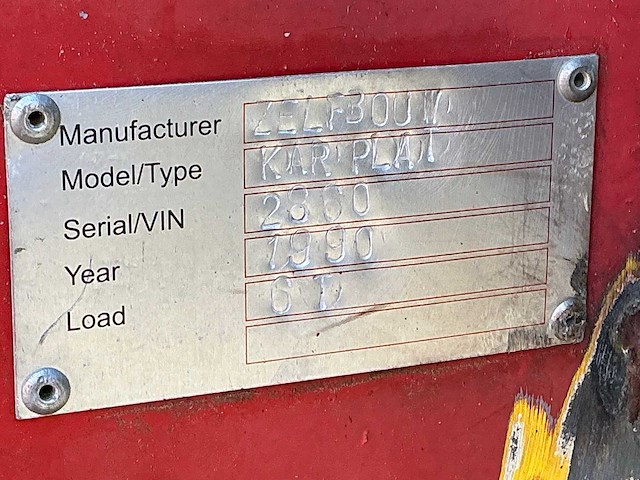 Manufacturer ZELFBOUW
Model/Type KAR PLAT
Serial/VIN 2860
Year 1990
Load 6 T